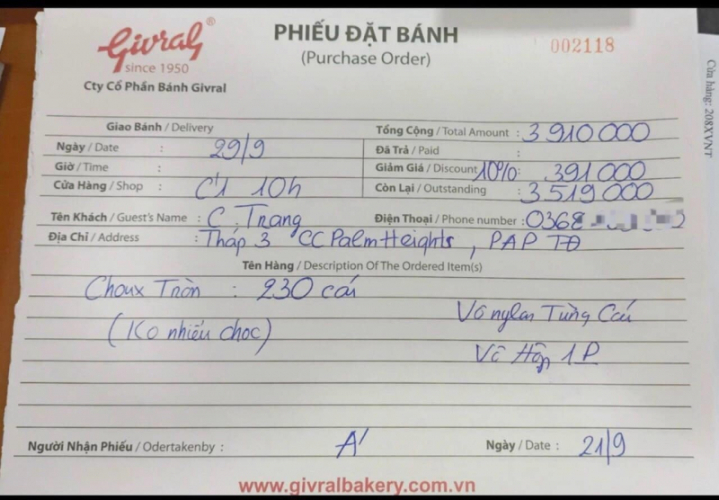 Givral
since 1950
Cty Cổ Phần Bánh Givral
PHIẾU ĐẶT BÁNH
(Purchase Order)
002118
Cửa hàng: 208XVNT
Giao Bánh / Delivery
Ngày / Date : 29/9
Giờ / Time :
Cửa Hàng / Shop : C'1 10h
Tổng Cộng / Total Amount : 3 910 000
Đã Trả / Paid :
Giảm Giá / Discount 10% : 391 000
Còn Lại / Outstanding : 3.519 000
Tên Khách / Guest's Name : C. Trang
Điện Thoại / Phone number : 0368
Địa Chỉ / Address : Tháp 3 CC Palm Heights, PAP TĐ
Tên Hàng / Description Of The Ordered Item(s)
Choux Tròn : 230 cái
(Ko nhiều choc)
Vô nylan Từng Cái
Vô Hộp 1P
Người Nhận Phiếu / Odertakenby :
Ngày / Date : 21/9
www.givralbakery.com.vn